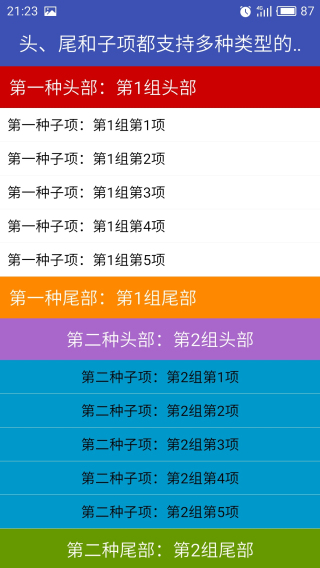 21:23 87
头、尾和子项都支持多种类型的..
第一种头部：第1组头部
第一种子项：第1组第1项
第一种子项：第1组第2项
第一种子项：第1组第3项
第一种子项：第1组第4项
第一种子项：第1组第5项
第一种尾部：第1组尾部
第二种头部：第2组头部
第二种子项：第2组第1项
第二种子项：第2组第2项
第二种子项：第2组第3项
第二种子项：第2组第4项
第二种子项：第2组第5项
第二种尾部：第2组尾部